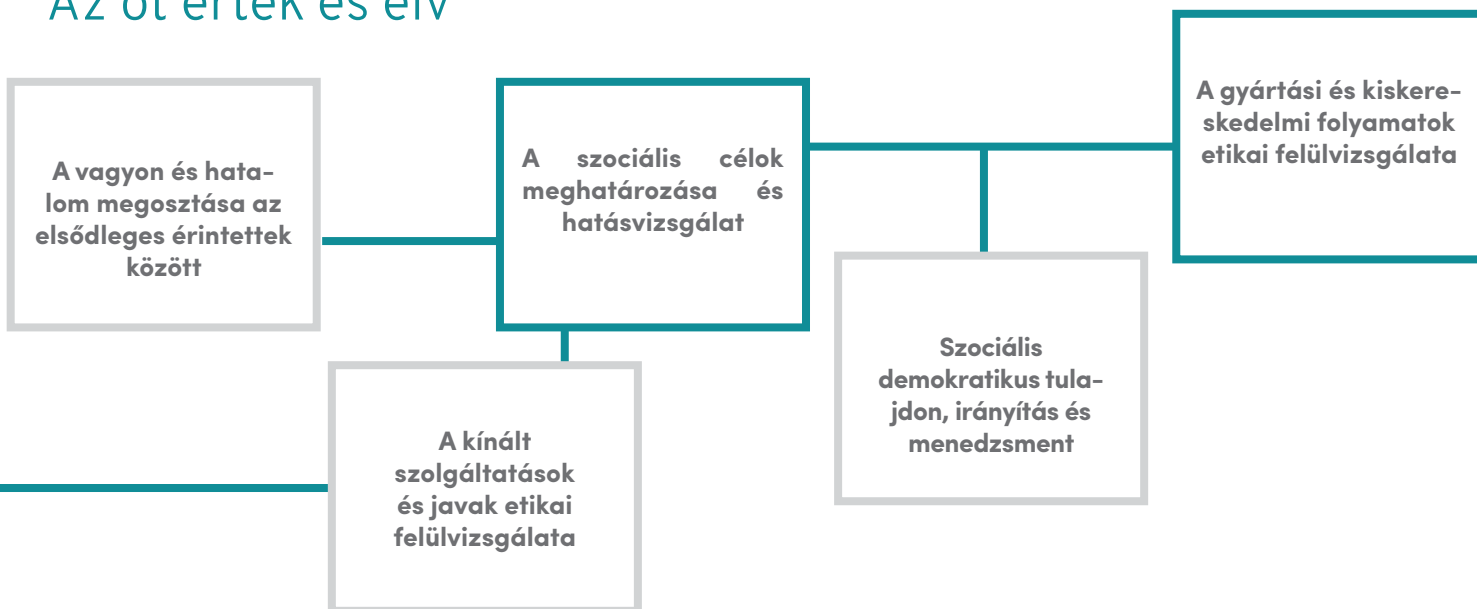 Az öt érték és elv
A vagyon és hata-
lom megosztása az
elsődleges érintettek
között
A szociális célok
meghatározása és
hatásvizsgálat
A gyártási és kiskere-
skedelmi folyamatok
etikai felülvizsgálata
Szociális
demokratikus tula-
jdon, irányítás és
menedzsment
A kínált
szolgáltatások
és javak etikai
felülvizsgálata